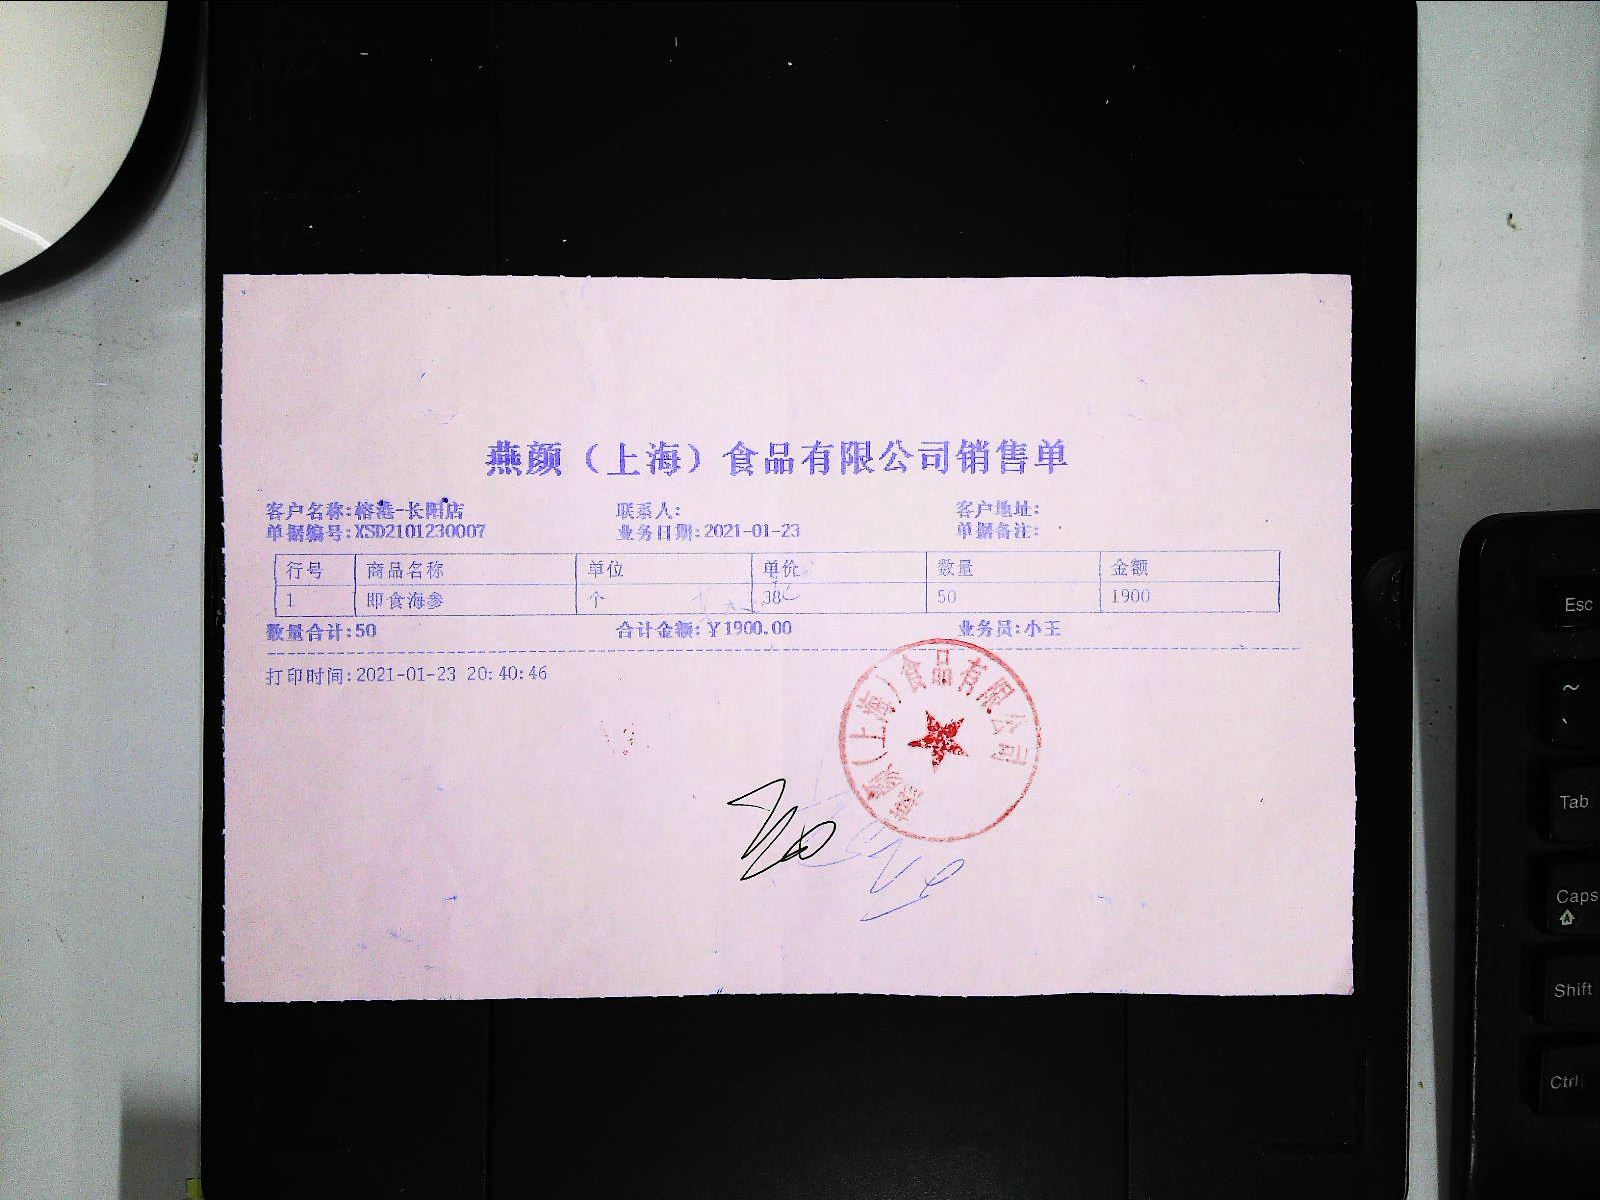 燕颜（上海）食品有限公司销售单
客户名称:榕港-长阳店 联系人: 客户地址:
单据编号:XSD2101230007 业务日期:2021-01-23 单据备注:
行号 商品名称 单位 单价 数量 金额
1 即食海参 个 38 50 1900
数量合计:50 合计金额:¥1900.00 业务员:小王
打印时间:2021-01-23 20:40:46
燕颜（上海）食品有限公司
Esc
~
`
Tab
Caps
Shift
Ctrl